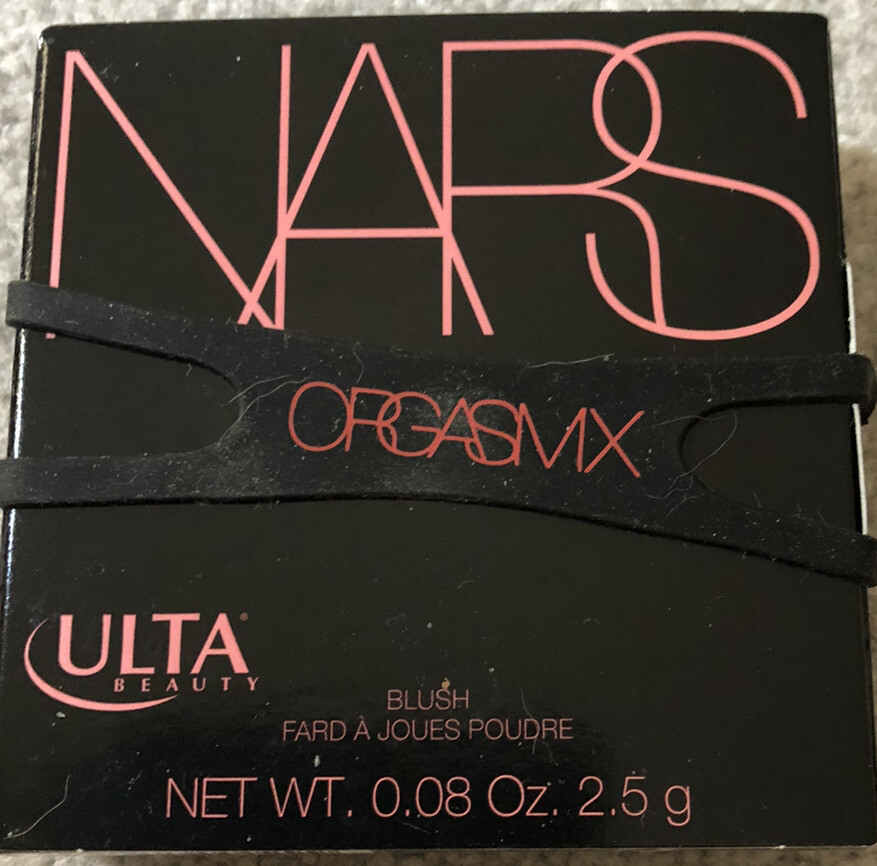 NARS
ORGASM X
ULTA
BEAUTY
BLUSH
FARD À JOUES POUDRE
NET WT. 0.08 Oz. 2.5 g